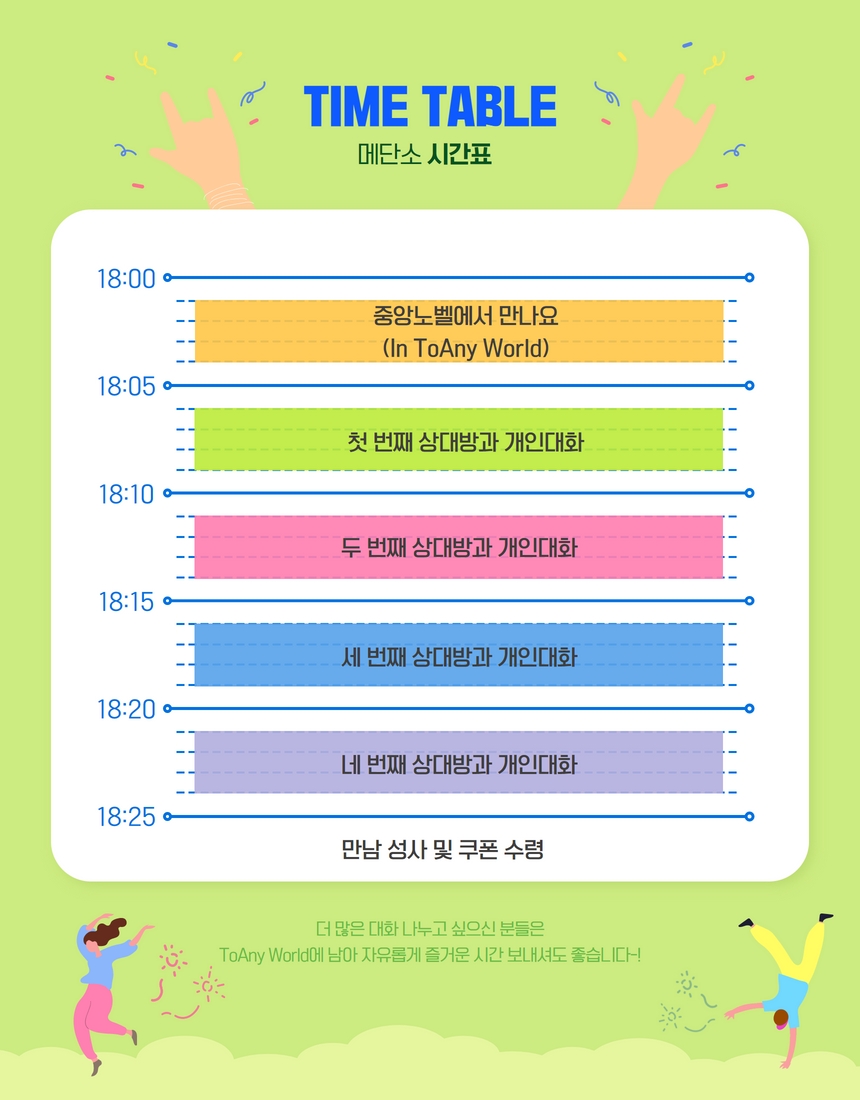 TIME TABLE
메단소 시간표
18:00
중앙노벨에서 만나요
(In ToAny World)
18:05
첫 번째 상대방과 개인대화
18:10
두 번째 상대방과 개인대화
18:15
세 번째 상대방과 개인대화
18:20
네 번째 상대방과 개인대화
18:25
만남 성사 및 쿠폰 수령
더 많은 대화 나누고 싶으신 분들은
ToAny World에 남아 자유롭게 즐거운 시간 보내셔도 좋습니다~!